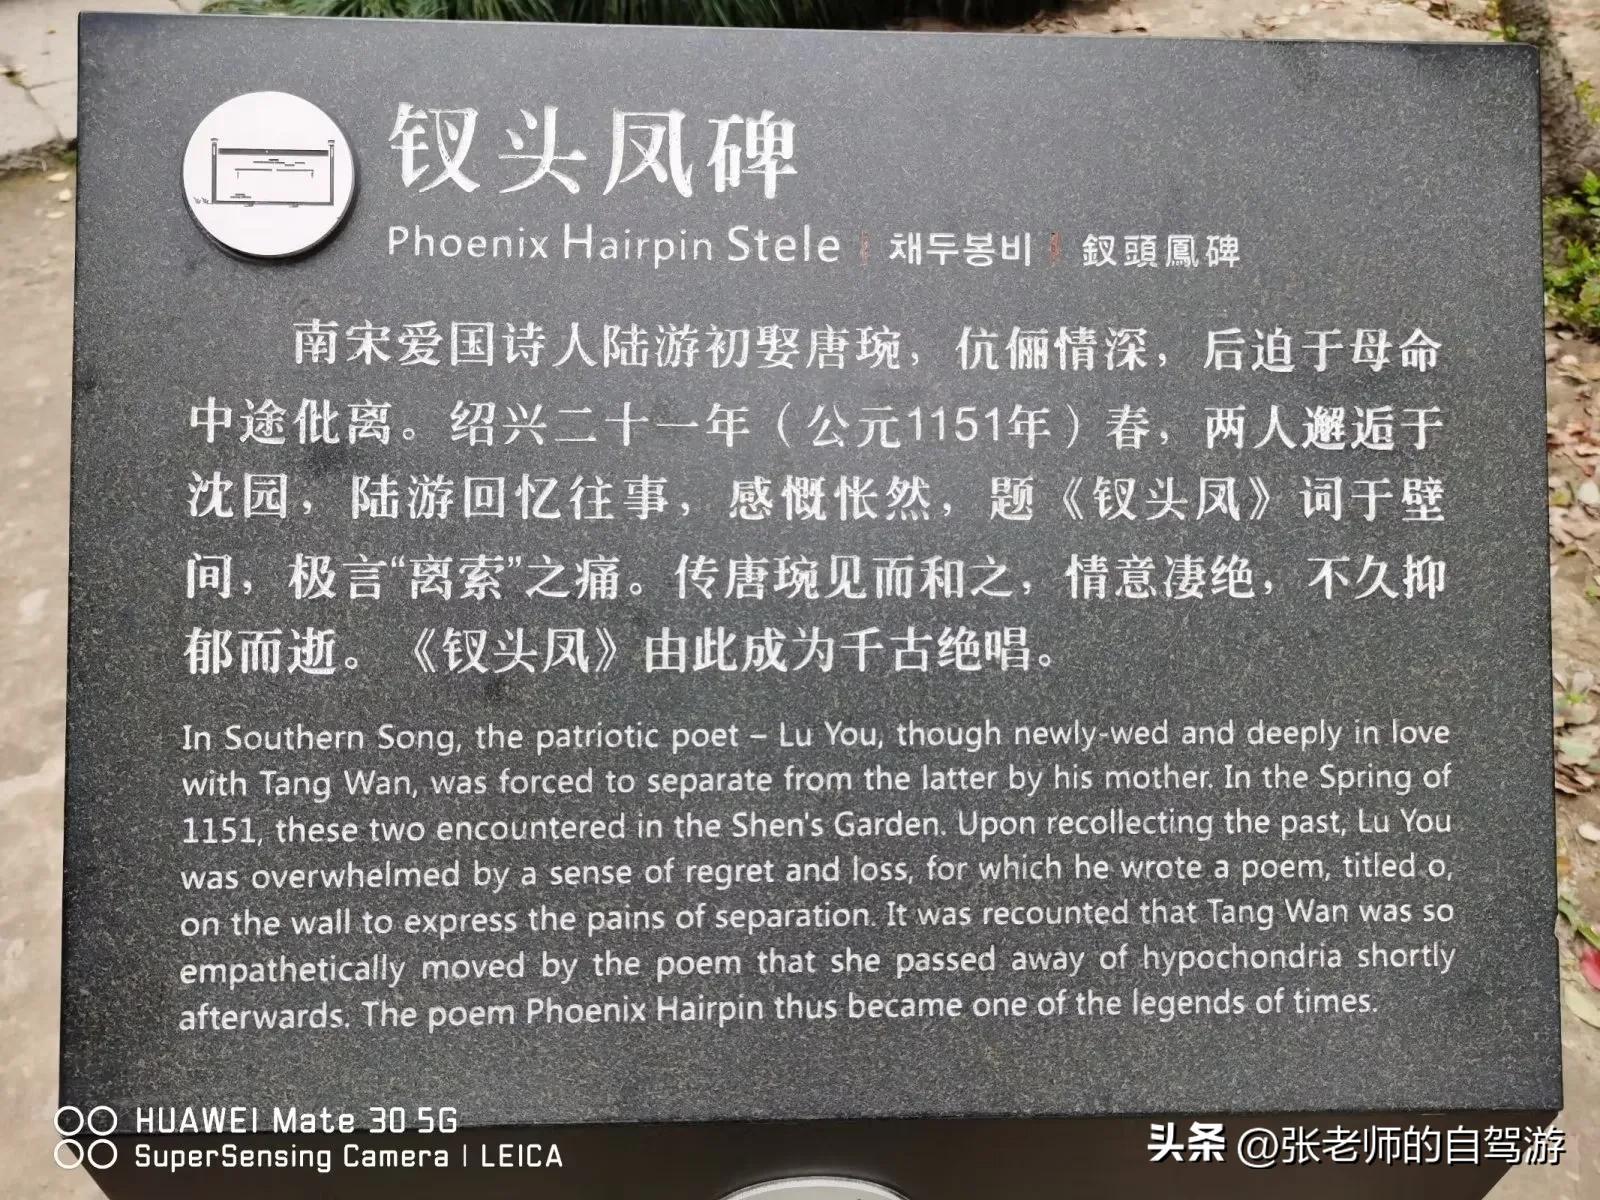 钗头凤碑
Phoenix Hairpin Stele | 채두봉비 | 釵頭鳳碑
南宋爱国诗人陆游初娶唐琬，伉俪情深，后迫于母命
中途仳离。绍兴二十一年（公元1151年）春，两人邂逅于
沈园，陆游回忆往事，感慨怅然，题《钗头凤》词于壁
间，极言“离索”之痛。传唐琬见而和之，情意凄绝，不久抑
郁而逝。《钗头凤》由此成为千古绝唱。
In Southern Song, the patriotic poet – Lu You, though newly-wed and deeply in love
with Tang Wan, was forced to separate from the latter by his mother. In the Spring of
1151, these two encountered in the Shen's Garden. Upon recollecting the past, Lu You
was overwhelmed by a sense of regret and loss, for which he wrote a poem, titled o,
on the wall to express the pains of separation. It was recounted that Tang Wan was so
empathetically moved by the poem that she passed away of hypochondria shortly
afterwards. The poem Phoenix Hairpin thus became one of the legends of times.
HUAWEI Mate 30 5G
SuperSensing Camera | LEICA
头条 @张老师的自驾游